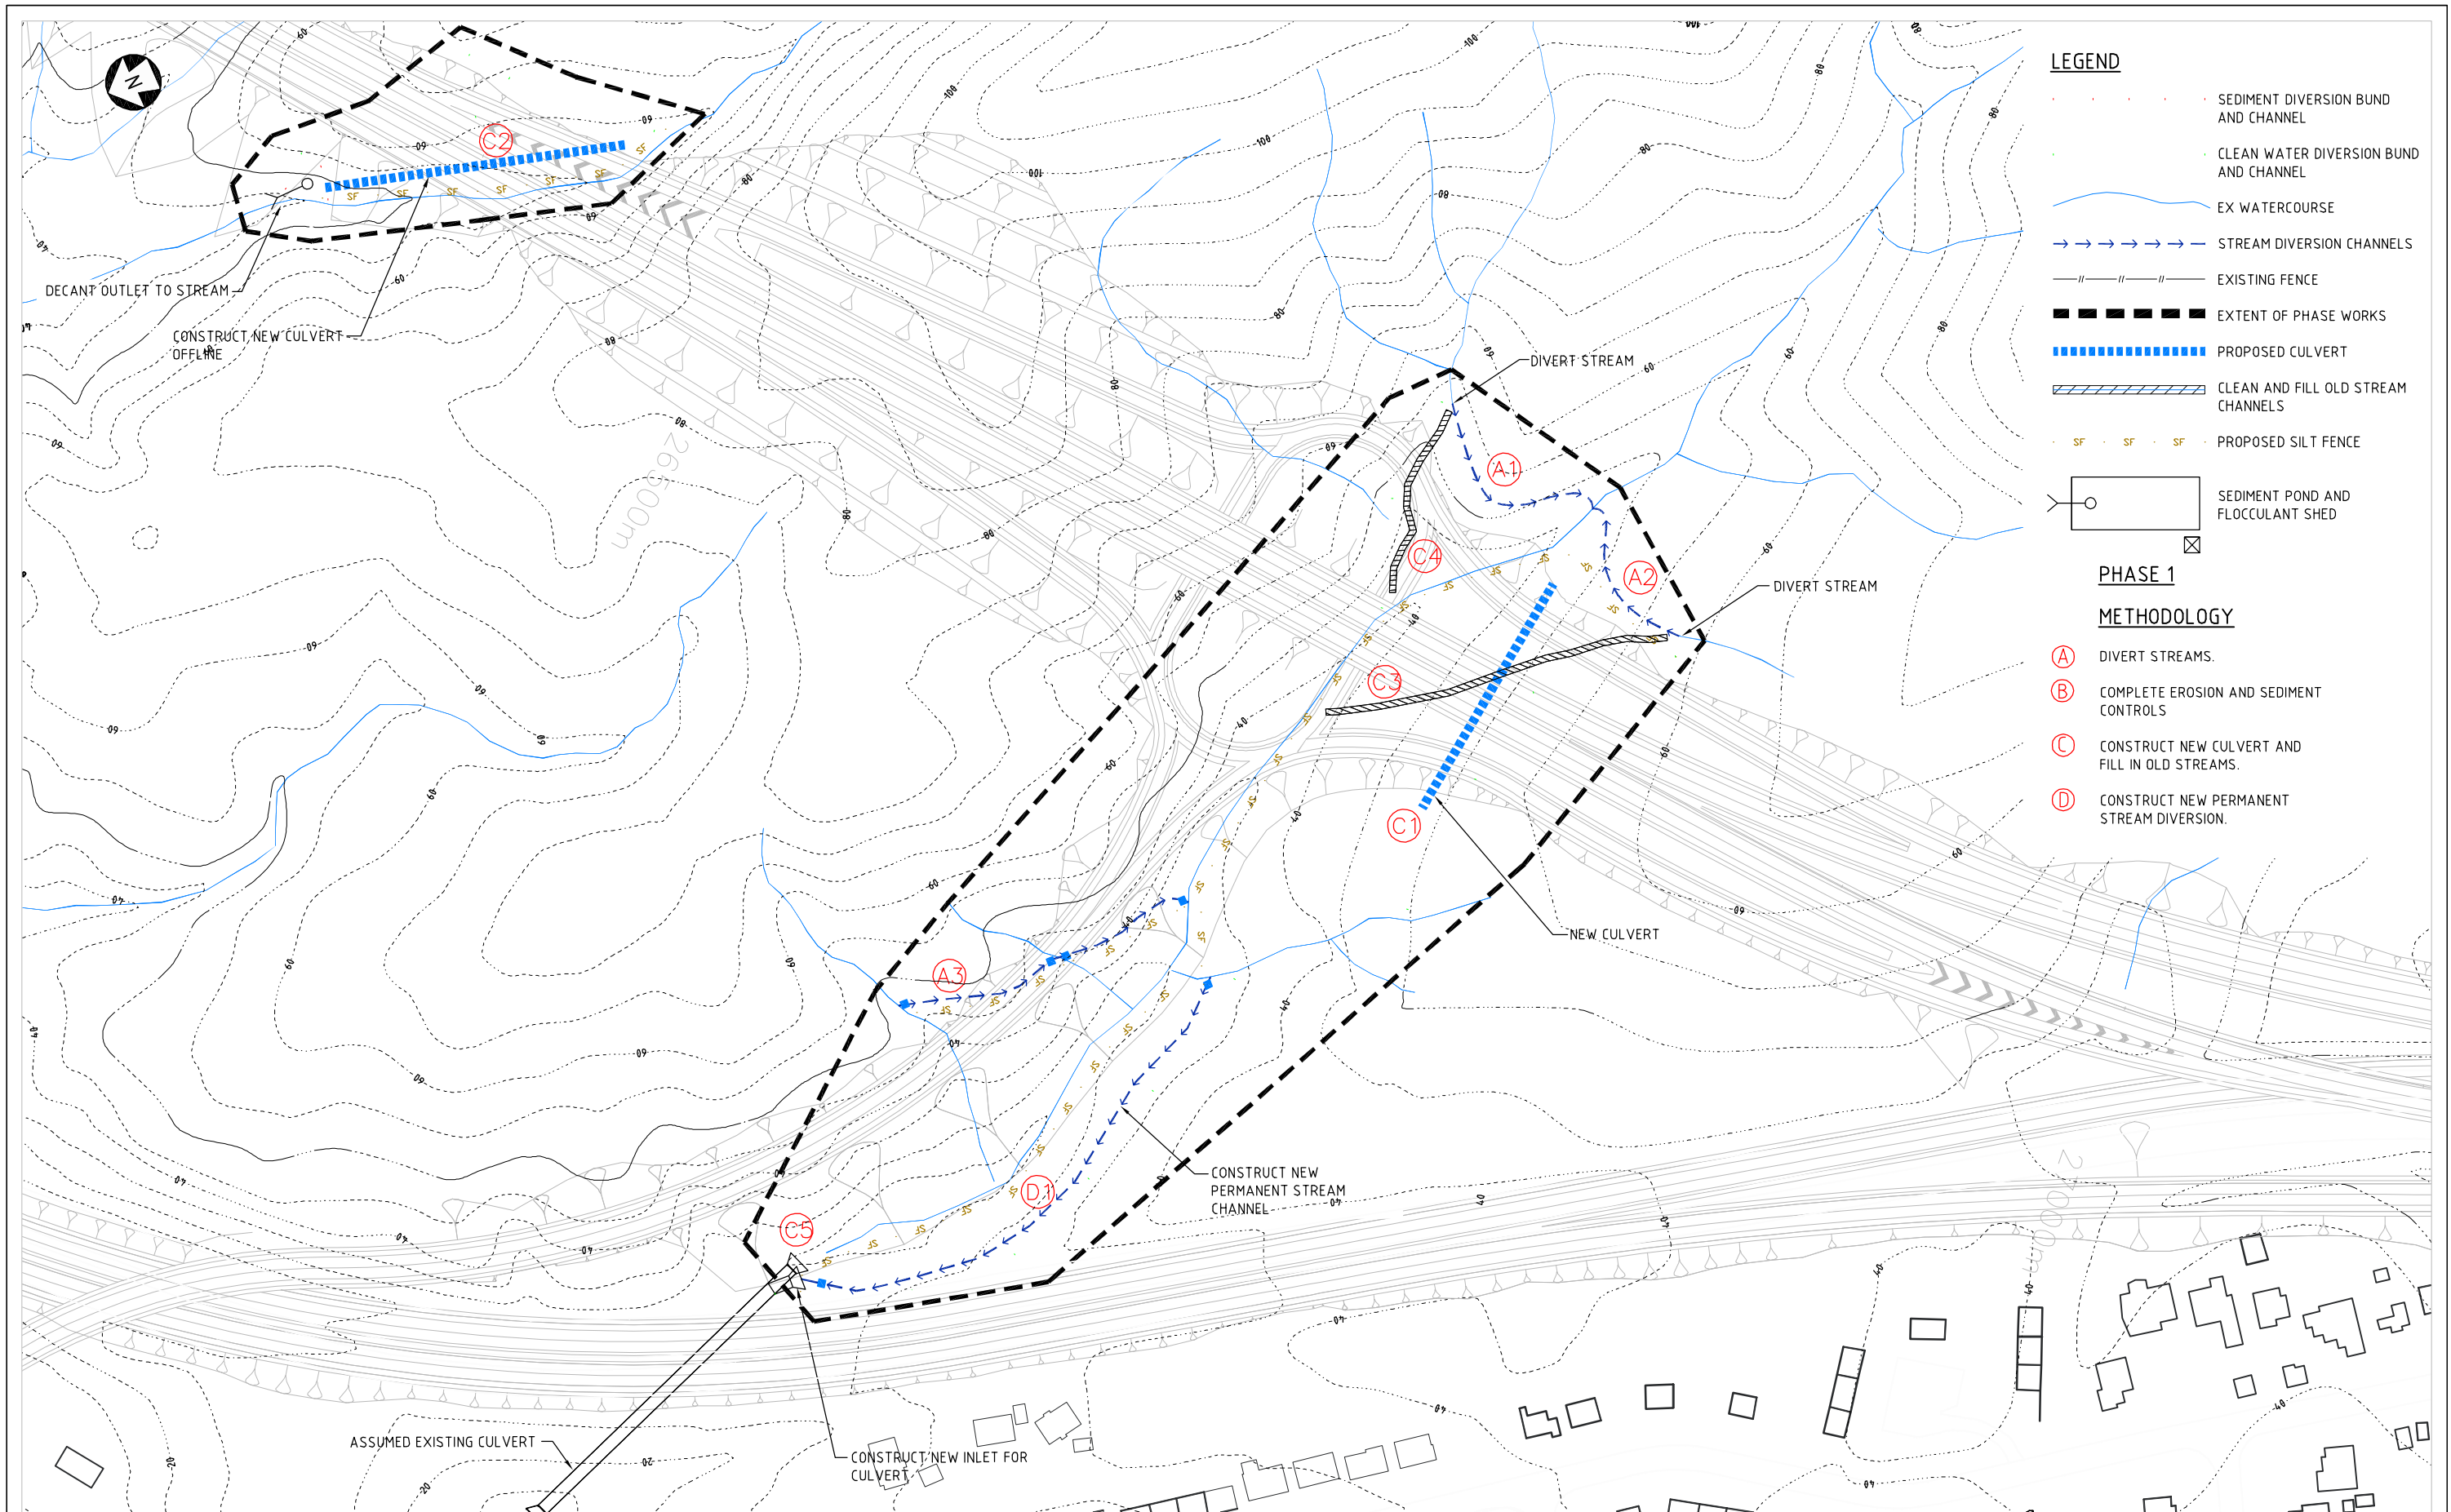 LEGEND
SEDIMENT DIVERSION BUND
AND CHANNEL
CLEAN WATER DIVERSION BUND
AND CHANNEL
EX WATERCOURSE
STREAM DIVERSION CHANNELS
EXISTING FENCE
EXTENT OF PHASE WORKS
PROPOSED CULVERT
CLEAN AND FILL OLD STREAM
CHANNELS
SF SF SF PROPOSED SILT FENCE
SEDIMENT POND AND
FLOCCULANT SHED
PHASE 1
METHODOLOGY
A DIVERT STREAMS.
B COMPLETE EROSION AND SEDIMENT
CONTROLS
C CONSTRUCT NEW CULVERT AND
FILL IN OLD STREAMS.
D CONSTRUCT NEW PERMANENT
STREAM DIVERSION.
N
C2
DECANT OUTLET TO STREAM
CONSTRUCT NEW CULVERT
OFFLINE
26500m
DIVERT STREAM
A1
C4
A2
DIVERT STREAM
C3
C1
NEW CULVERT
A3
D1
CONSTRUCT NEW
PERMANENT STREAM
CHANNEL
C5
ASSUMED EXISTING CULVERT
CONSTRUCT NEW INLET FOR
CULVERT